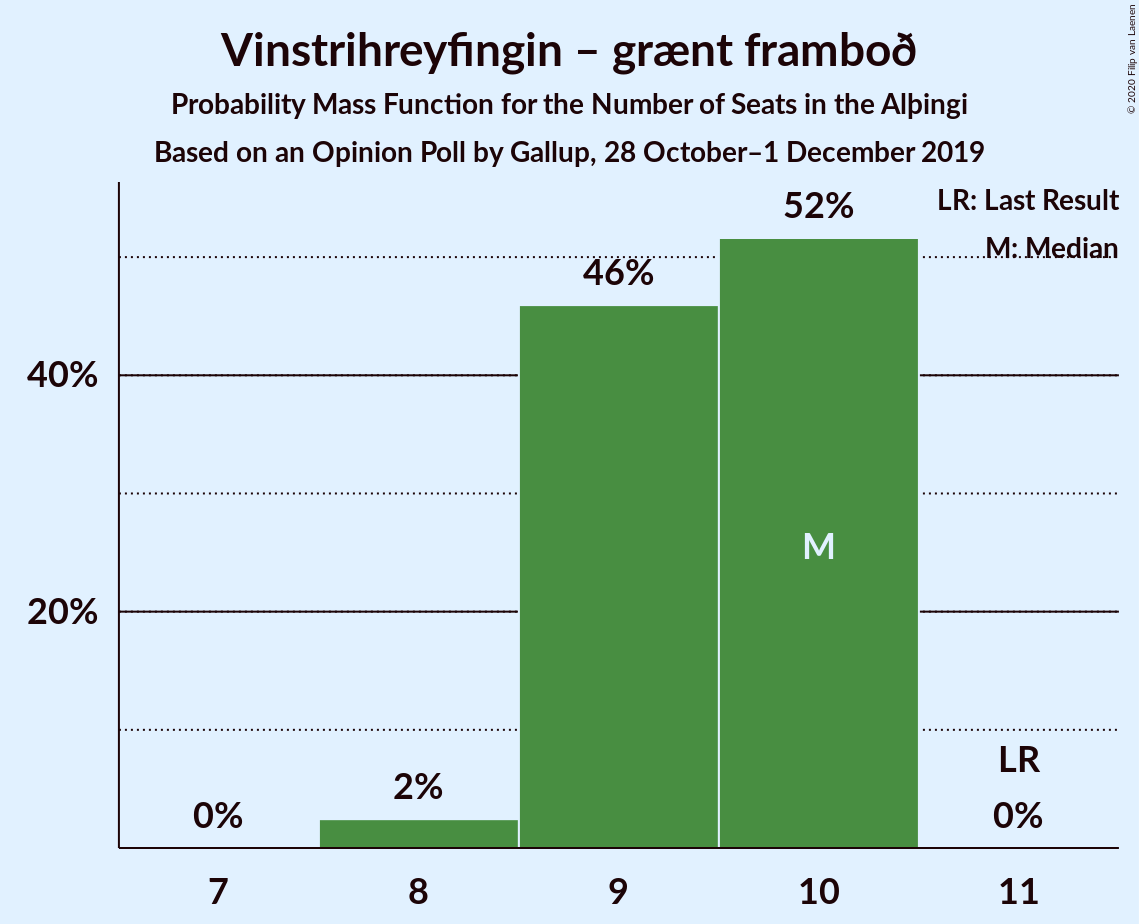 Vinstrihreyfingin – grænt framboð
Probability Mass Function for the Number of Seats in the Alþingi
Based on an Opinion Poll by Gallup, 28 October–1 December 2019
© 2020 Filip van Laenen
LR: Last Result
M: Median
52%
46%
40%
M
20%
LR
2%
0%
0%
7
8
9
10
11